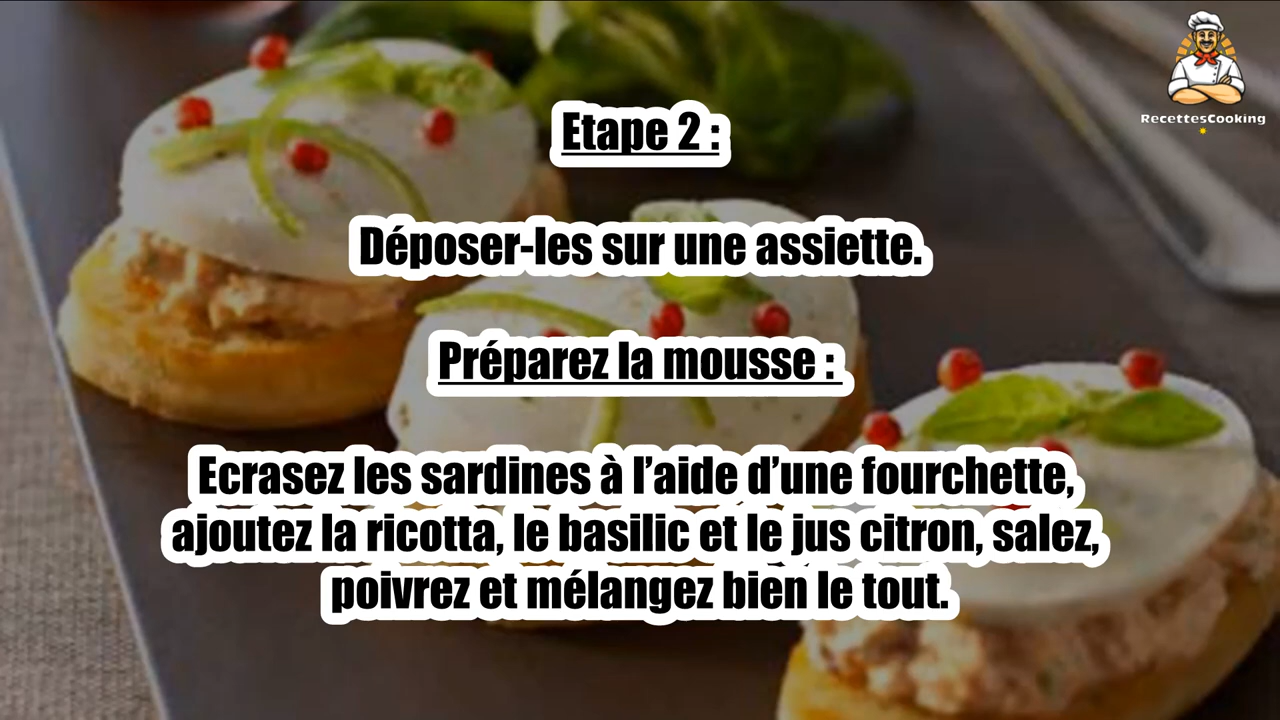 RecettesCooking
Etape 2 :
Déposer-les sur une assiette.
Préparez la mousse :
Ecrasez les sardines à l’aide d’une fourchette,
ajoutez la ricotta, le basilic et le jus citron, salez,
poivrez et mélangez bien le tout.